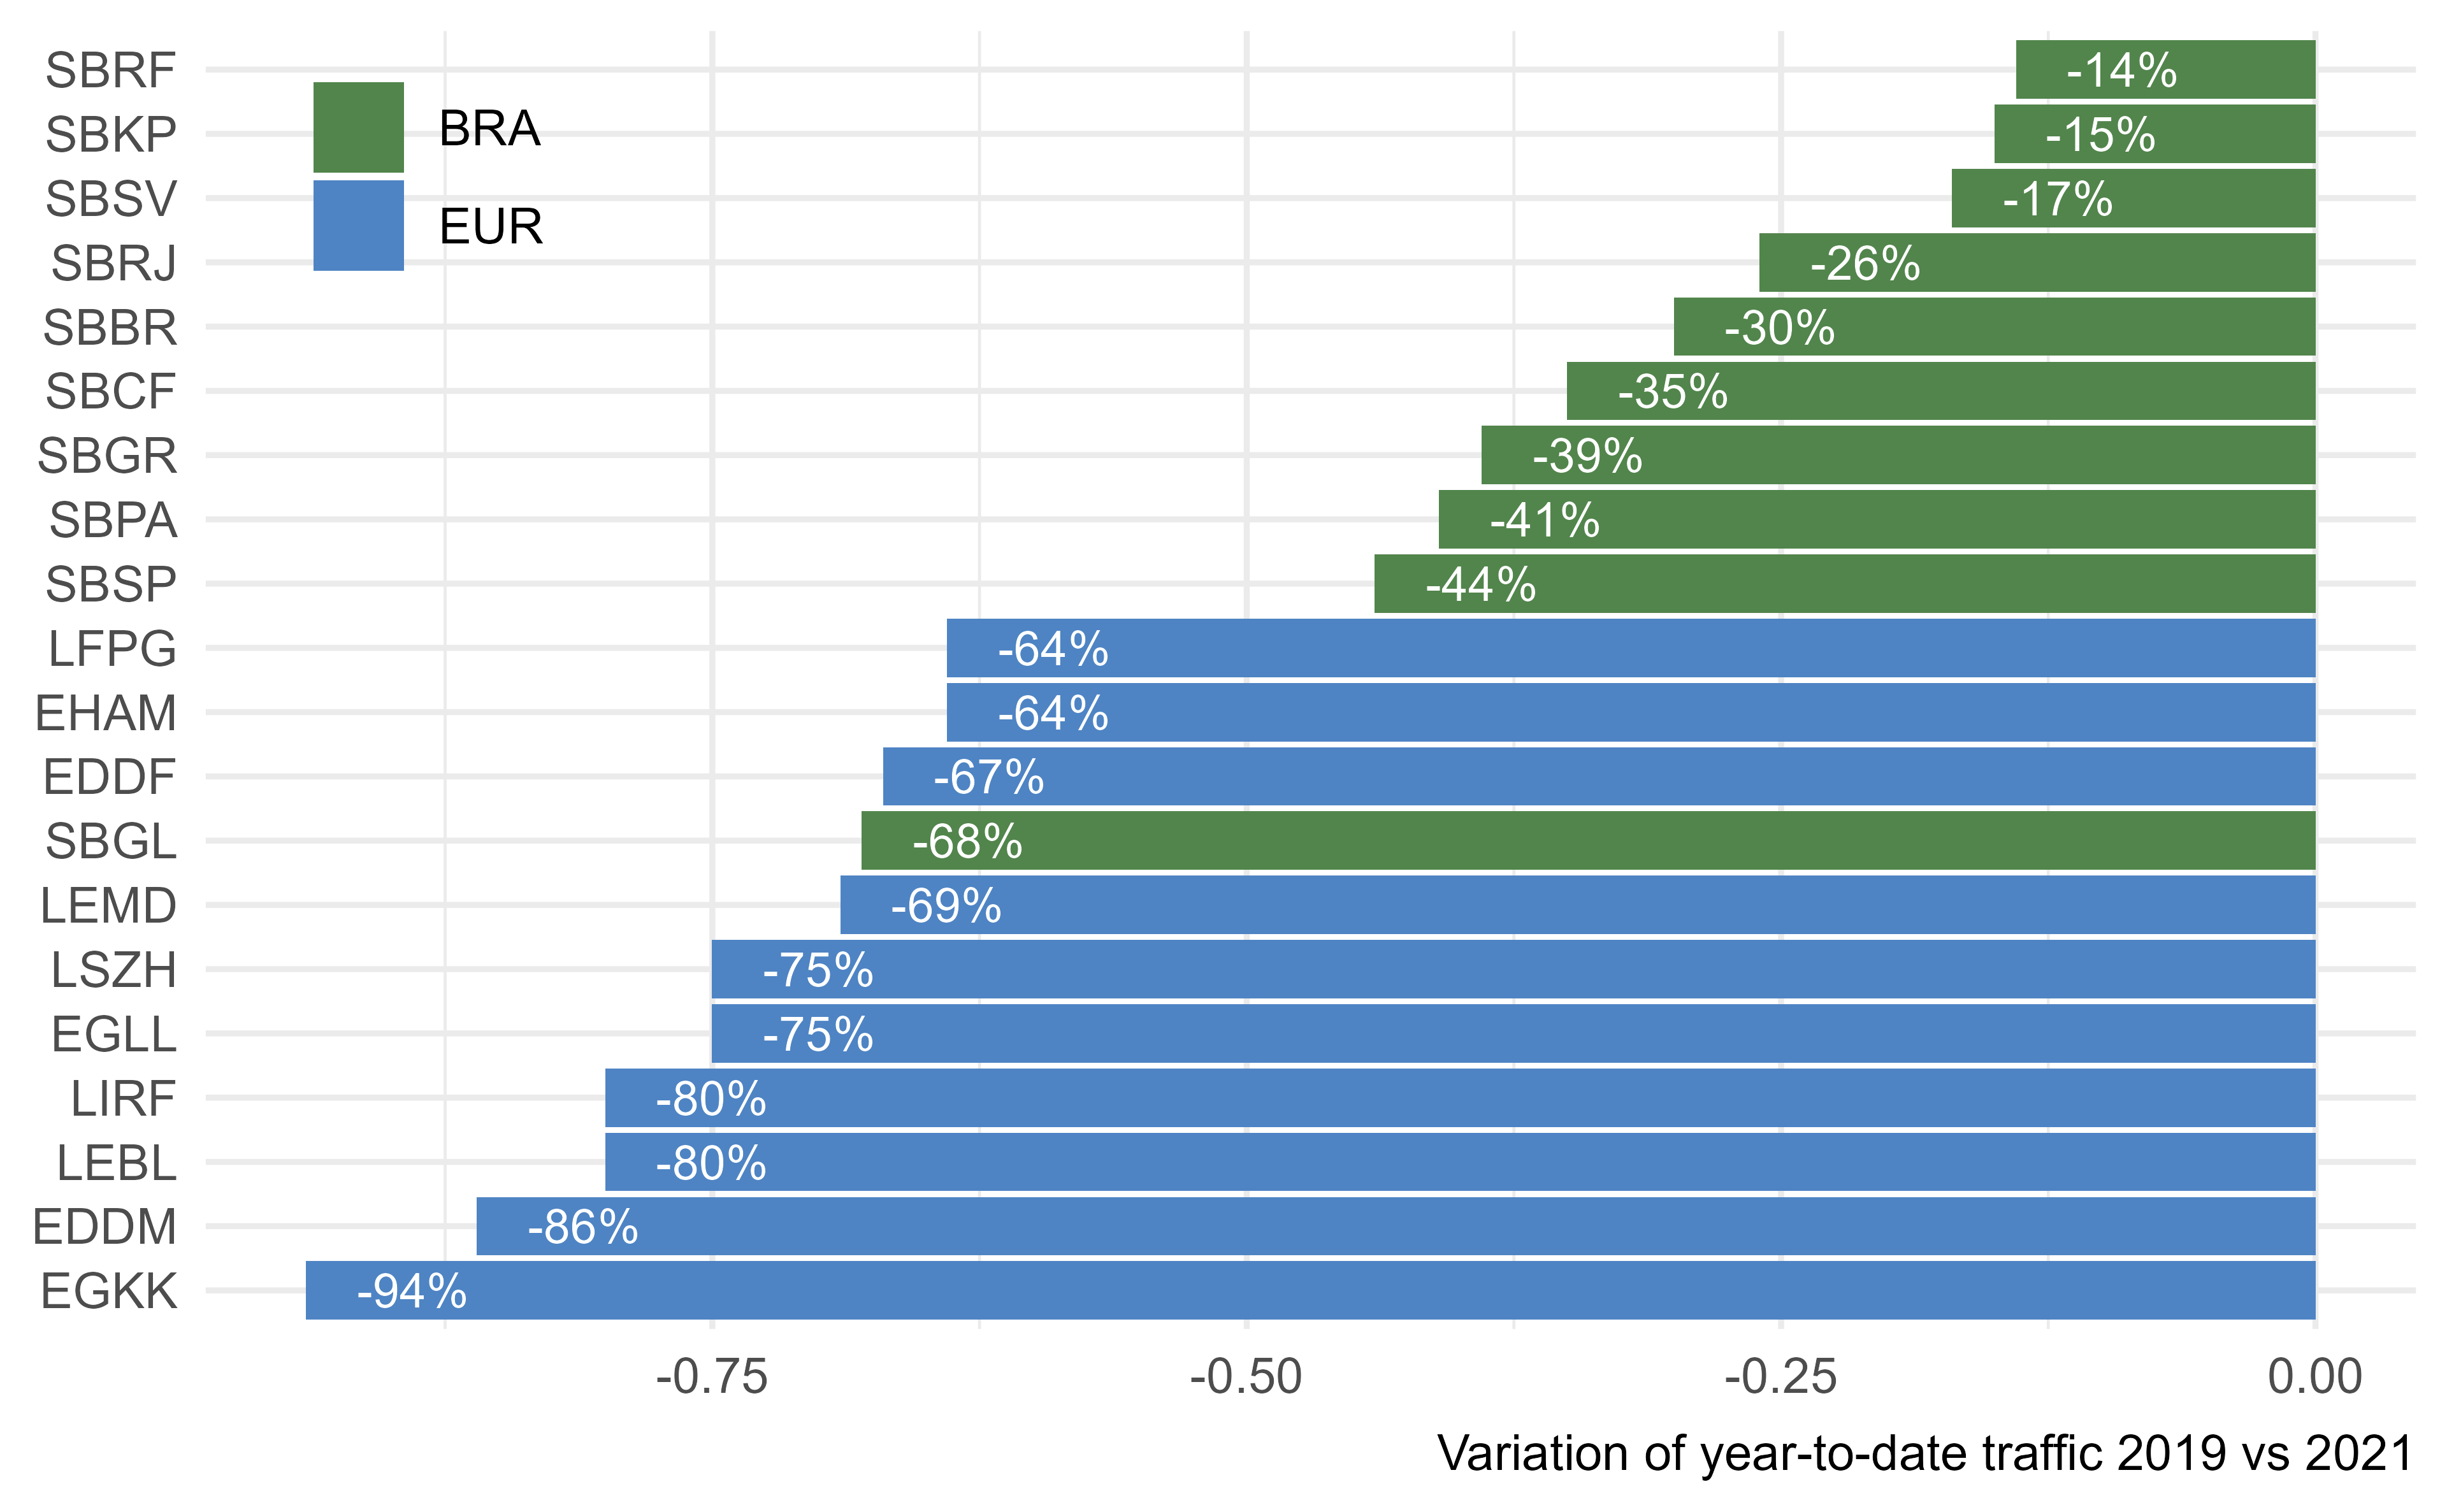 SBRF -14%
BRA
SBKP -15%
SBSV -17%
EUR
SBRJ -26%
SBBR -30%
SBCF -35%
SBGR -39%
SBPA -41%
SBSP -44%
LFPG -64%
EHAM -64%
EDDF -67%
SBGL -68%
LEMD -69%
LSZH -75%
EGLL -75%
LIRF -80%
LEBL -80%
EDDM -86%
EGKK -94%
-0.75 -0.50 -0.25 0.00
Variation of year-to-date traffic 2019 vs 2021